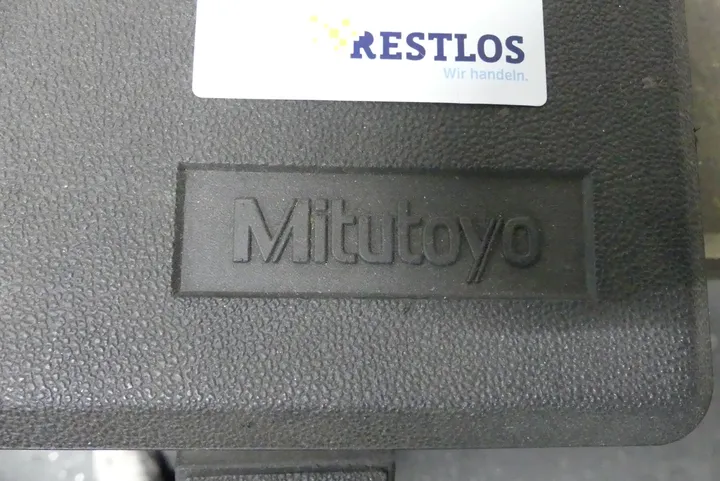 RESTLOS
Wir handeln.
Mitutoyo